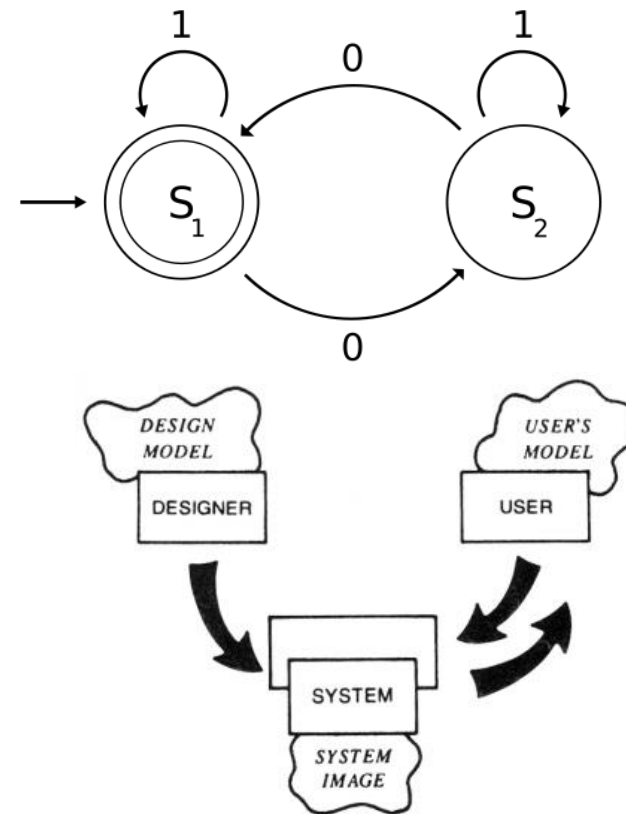 1
1
0
S1
S2
0
DESIGN
MODEL
USER'S
MODEL
DESIGNER
USER
SYSTEM
SYSTEM
IMAGE